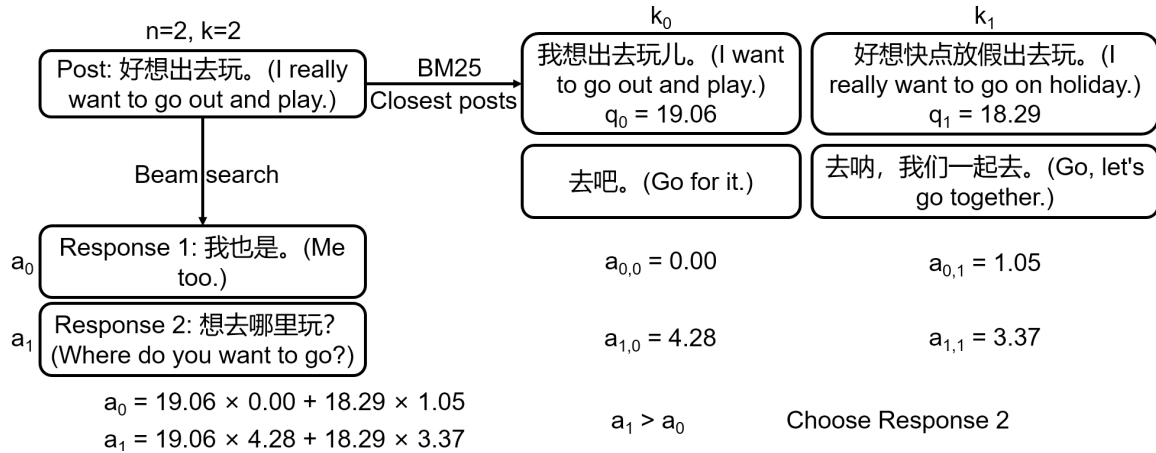 n=2, k=2
Post: 好想出去玩。(I really
want to go out and play.)
BM25
Closest posts
k₀
我想出去玩儿。(I want
to go out and play.)
q₀ = 19.06
k₁
好想快点放假出去玩。(I
really want to go on holiday.)
q₁ = 18.29
去吧。(Go for it.)
去呐，我们一起去。(Go, let's
go together.)
Beam search
a₀
Response 1: 我也是。(Me
too.)
a₀,₀ = 0.00
a₀,₁ = 1.05
a₁
Response 2: 想去哪里玩?
(Where do you want to go?)
a₁,₀ = 4.28
a₁,₁ = 3.37
a₀ = 19.06 × 0.00 + 18.29 × 1.05
a₁ = 19.06 × 4.28 + 18.29 × 3.37
a₁ > a₀
Choose Response 2